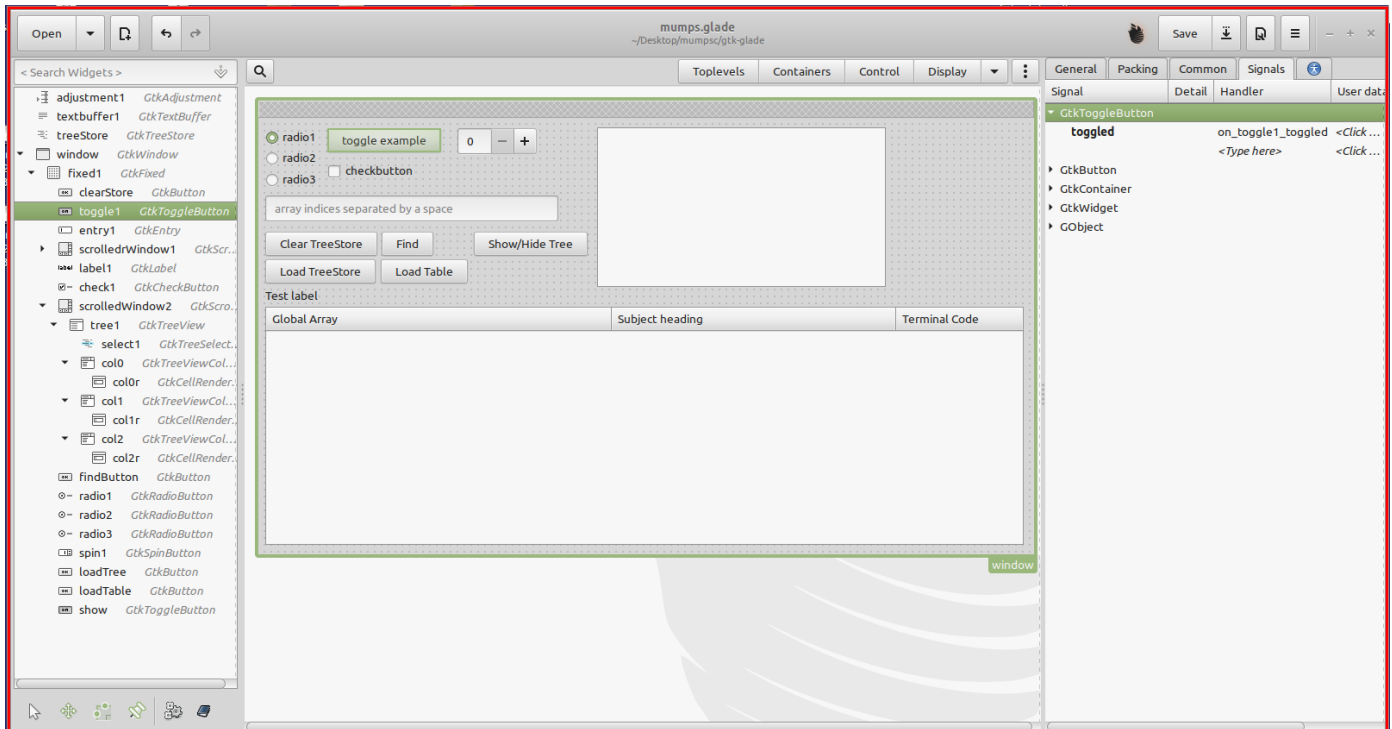 mumps.glade
Open
~/Desktop/mumpsc/gtk-glade
Save
< Search Widgets >
adjustment1 GtkAdjustment
textbuffer1 GtkTextBuffer
treeStore GtkTreeStore
window GtkWindow
fixed1 GtkFixed
clearStore GtkButton
toggle1 GtkToggleButton
entry1 GtkEntry
scrolledrWindow1 GtkScr...
label1 GtkLabel
check1 GtkCheckButton
scrolledWindow2 GtkScro...
tree1 GtkTreeView
select1 GtkTreeSelect...
col0 GtkTreeViewCol...
col0r GtkCellRender...
col1 GtkTreeViewCol...
col1r GtkCellRender...
col2 GtkTreeViewCol...
col2r GtkCellRender...
findButton GtkButton
radio1 GtkRadioButton
radio2 GtkRadioButton
radio3 GtkRadioButton
spin1 GtkSpinButton
loadTree GtkButton
loadTable GtkButton
show GtkToggleButton
Toplevels Containers Control Display
radio1 toggle example 0 − +
radio2
checkbutton
radio3
array indices separated by a space
Clear TreeStore Find Show/Hide Tree
Load TreeStore Load Table
Test label
Global Array Subject heading Terminal Code
window
General Packing Common Signals
Signal Detail Handler User data
GtkToggleButton
toggled on_toggle1_toggled <Click ...
<Type here> <Click ...
GtkButton
GtkContainer
GtkWidget
GObject